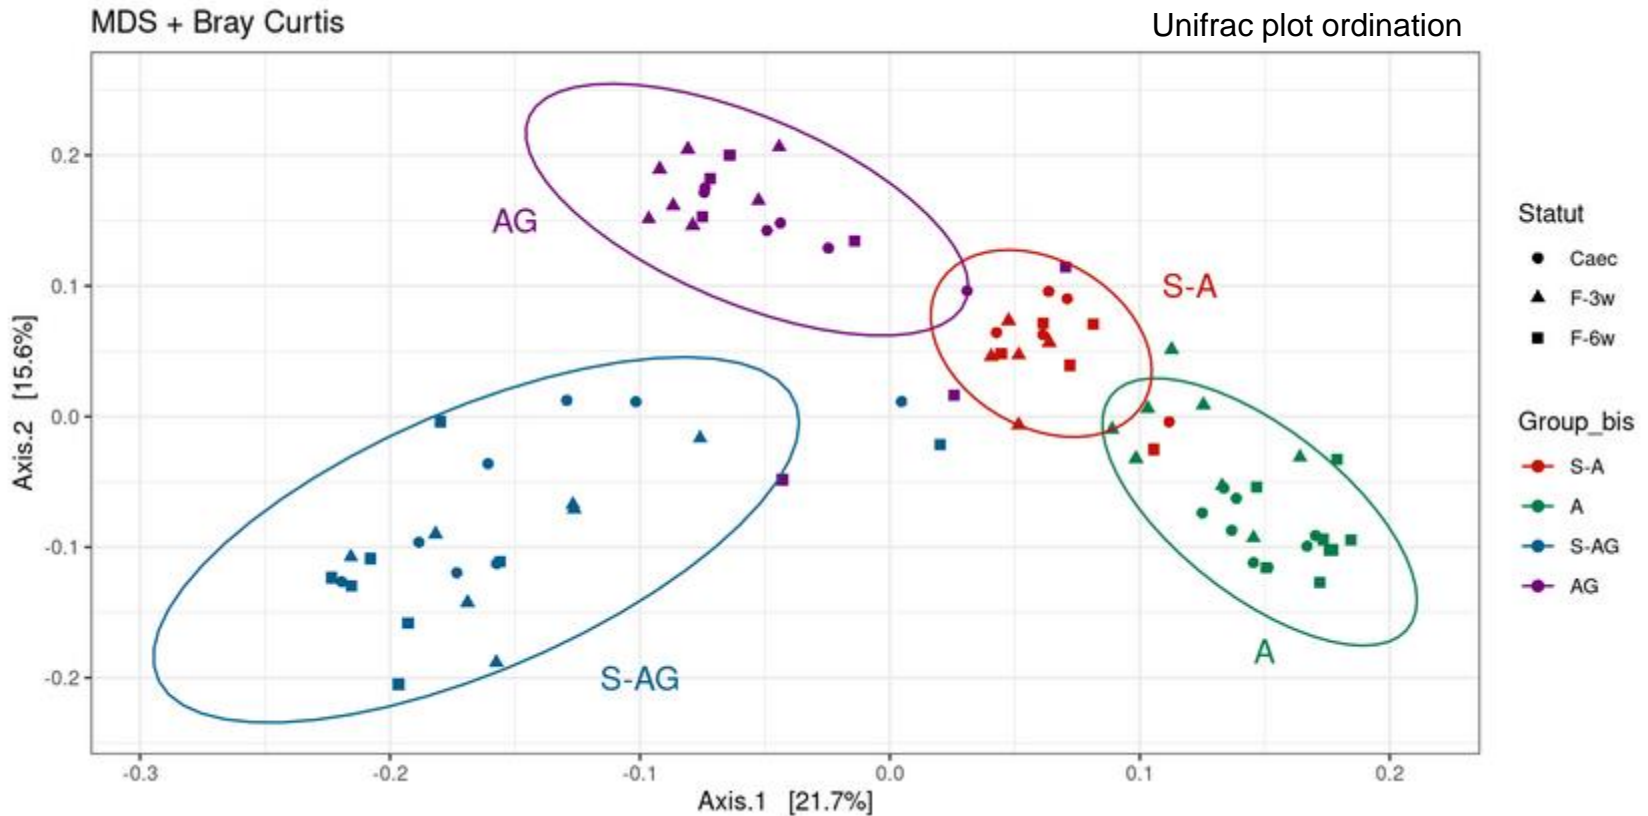 MDS + Bray Curtis
Unifrac plot ordination
AG
S-A
S-AG
A
0.2
0.1
0.0
-0.1
-0.2
Axis.2 [15.6%]
-0.3
-0.2
-0.1
0.0
0.1
0.2
Axis.1 [21.7%]
Statut
Caec
F-3w
F-6w
Group_bis
S-A
A
S-AG
AG